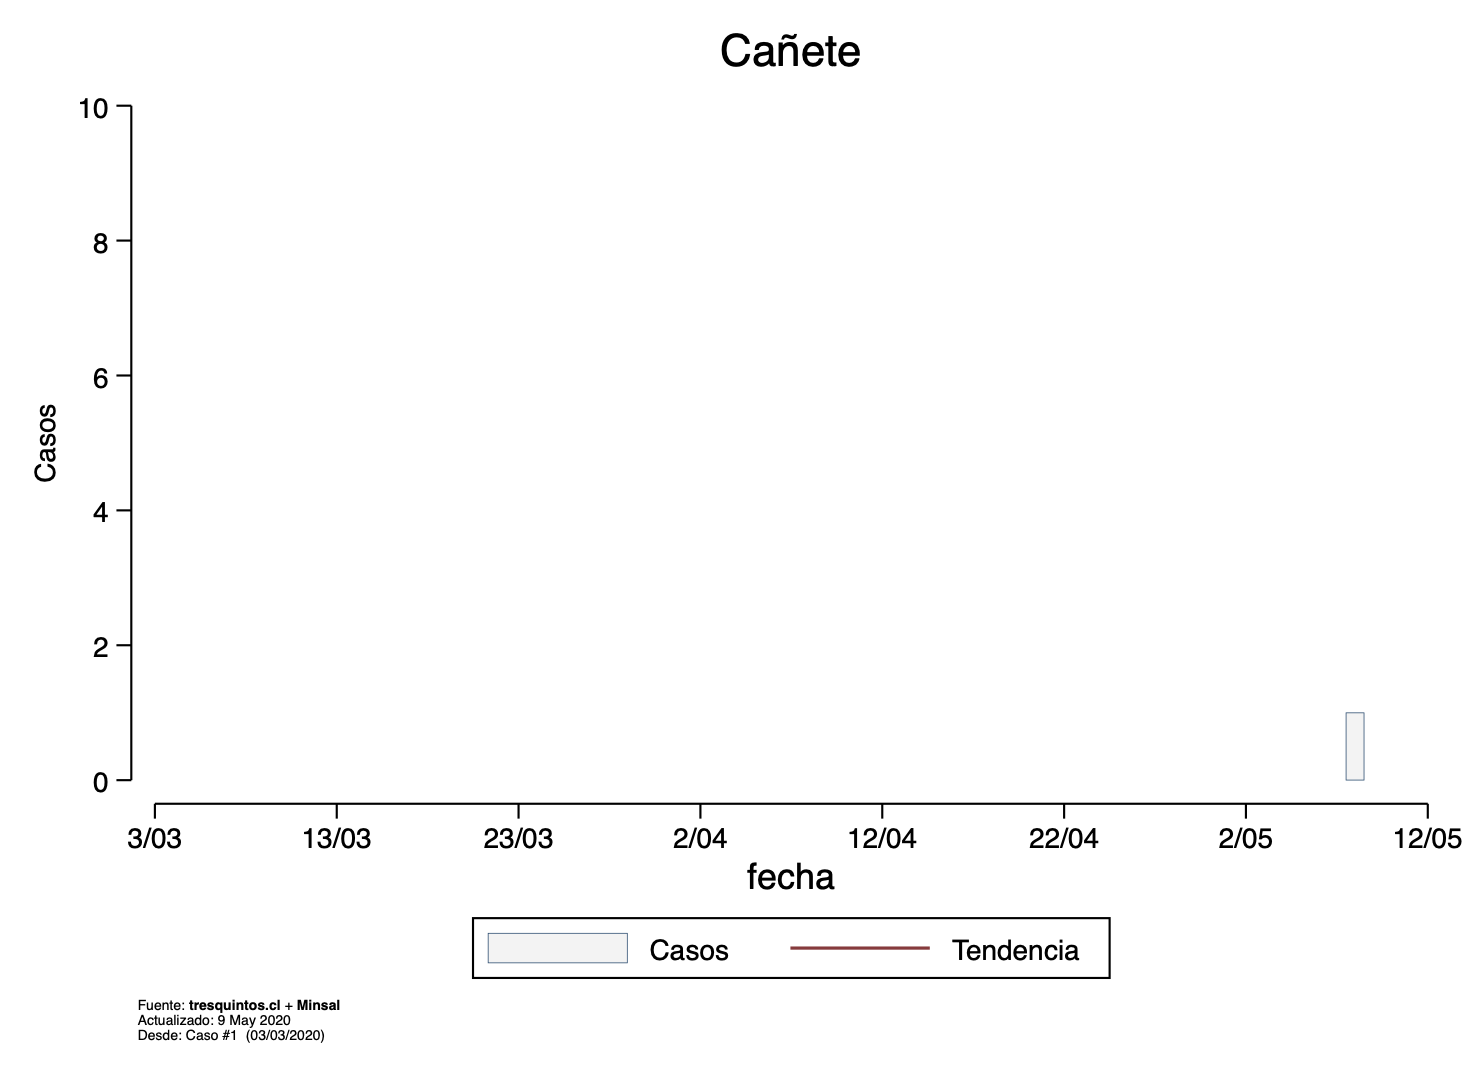 Cañete
10
8
6
4
2
0
Casos
3/03 13/03 23/03 2/04 12/04 22/04 2/05 12/05
fecha
Casos Tendencia
Fuente: tresquintos.cl + Minsal
Actualizado: 9 May 2020
Desde: Caso #1 (03/03/2020)